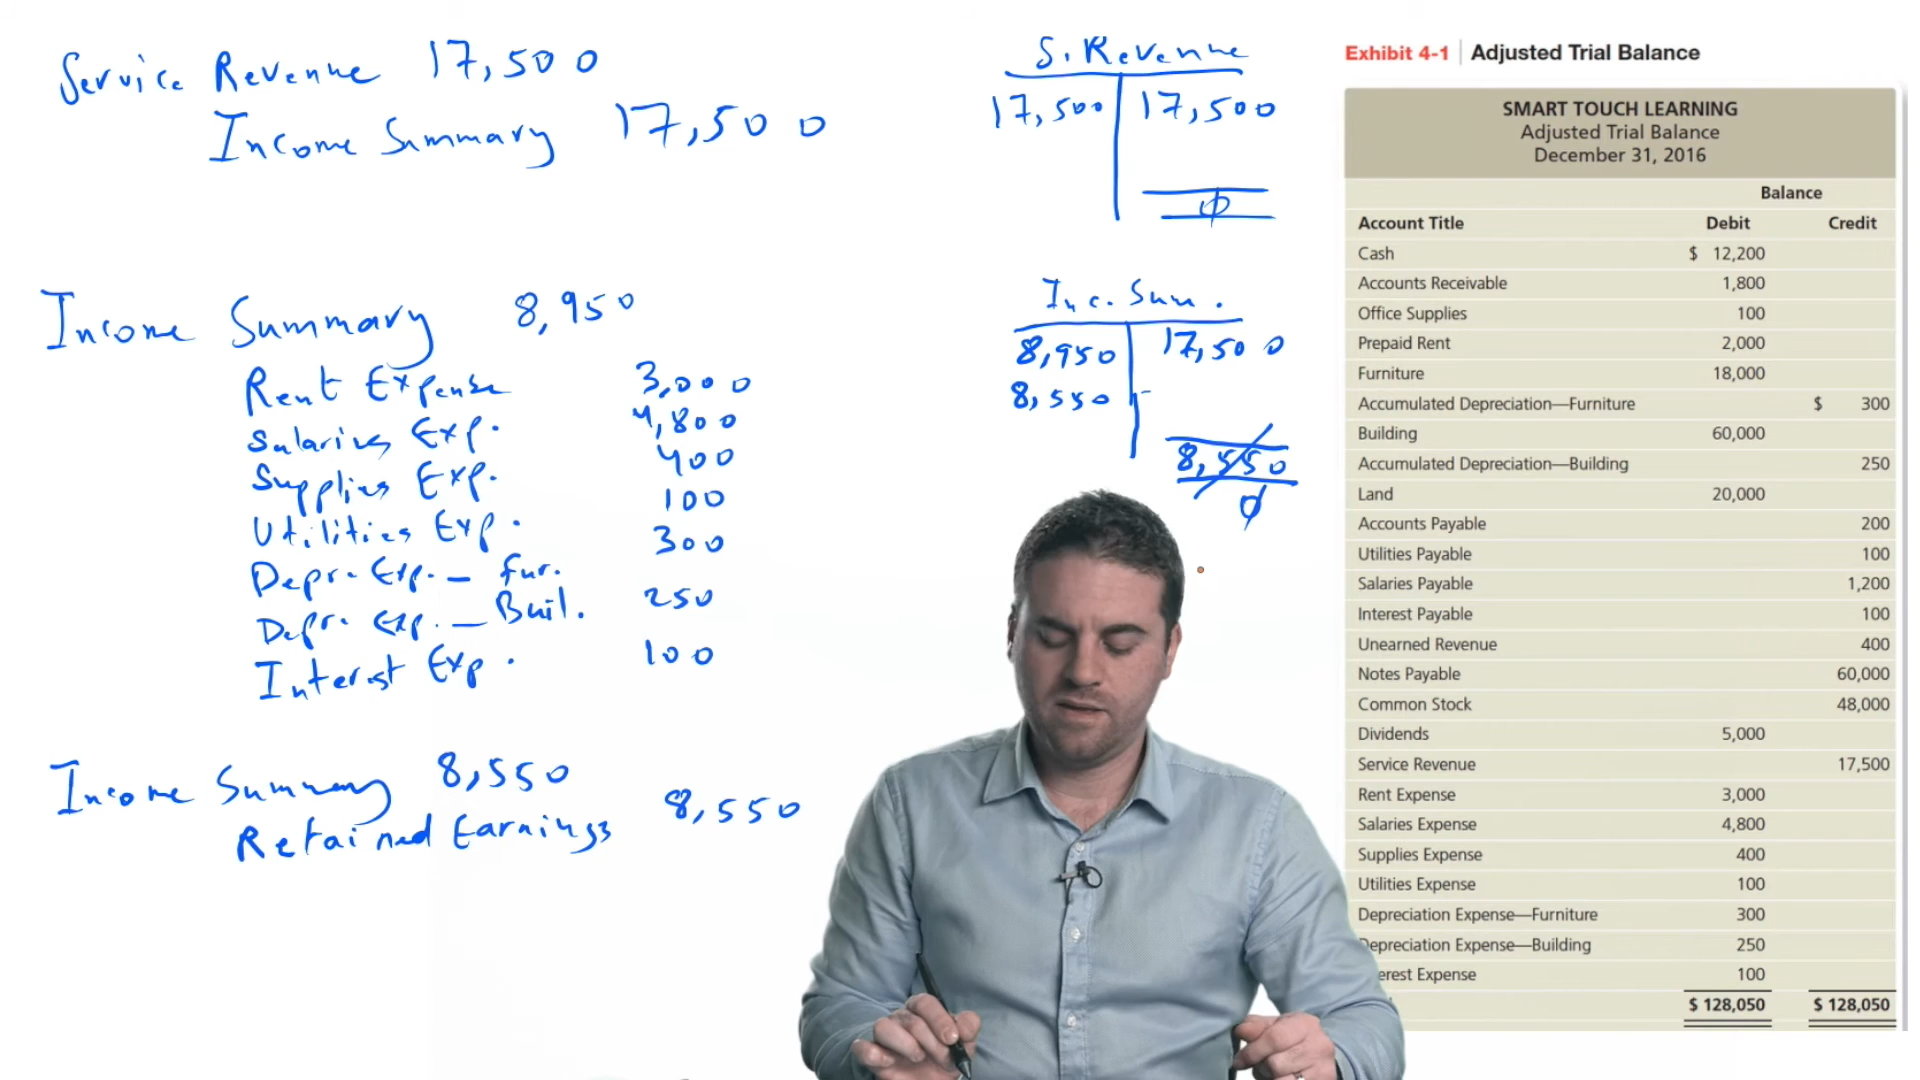 Service Revenue 17,500
Income Summary 17,500
Income Summary 8,950
Rent Expense 3,000
Salaries Exp. 4,800
Supplies Exp. 400
Utilities Exp. 100
Depre. Exp. – Fur. 300
Depre. Exp. – Buil. 250
Interest Exp. 100
Income Summary 8,550
Retained Earnings 8,550
S. Revenue
17,500 17,500
0
Inc. Sum.
8,950 17,500
8,550
8,550
0
Exhibit 4-1 Adjusted Trial Balance
SMART TOUCH LEARNING
Adjusted Trial Balance
December 31, 2016
Balance
Account Title Debit Credit
Cash $ 12,200
Accounts Receivable 1,800
Office Supplies 100
Prepaid Rent 2,000
Furniture 18,000
Accumulated Depreciation—Furniture $ 300
Building 60,000
Accumulated Depreciation—Building 250
Land 20,000
Accounts Payable 200
Utilities Payable 100
Salaries Payable 1,200
Interest Payable 100
Unearned Revenue 400
Notes Payable 60,000
Common Stock 48,000
Dividends 5,000
Service Revenue 17,500
Rent Expense 3,000
Salaries Expense 4,800
Supplies Expense 400
Utilities Expense 100
Depreciation Expense—Furniture 300
Depreciation Expense—Building 250
erest Expense 100
$ 128,050 $ 128,050